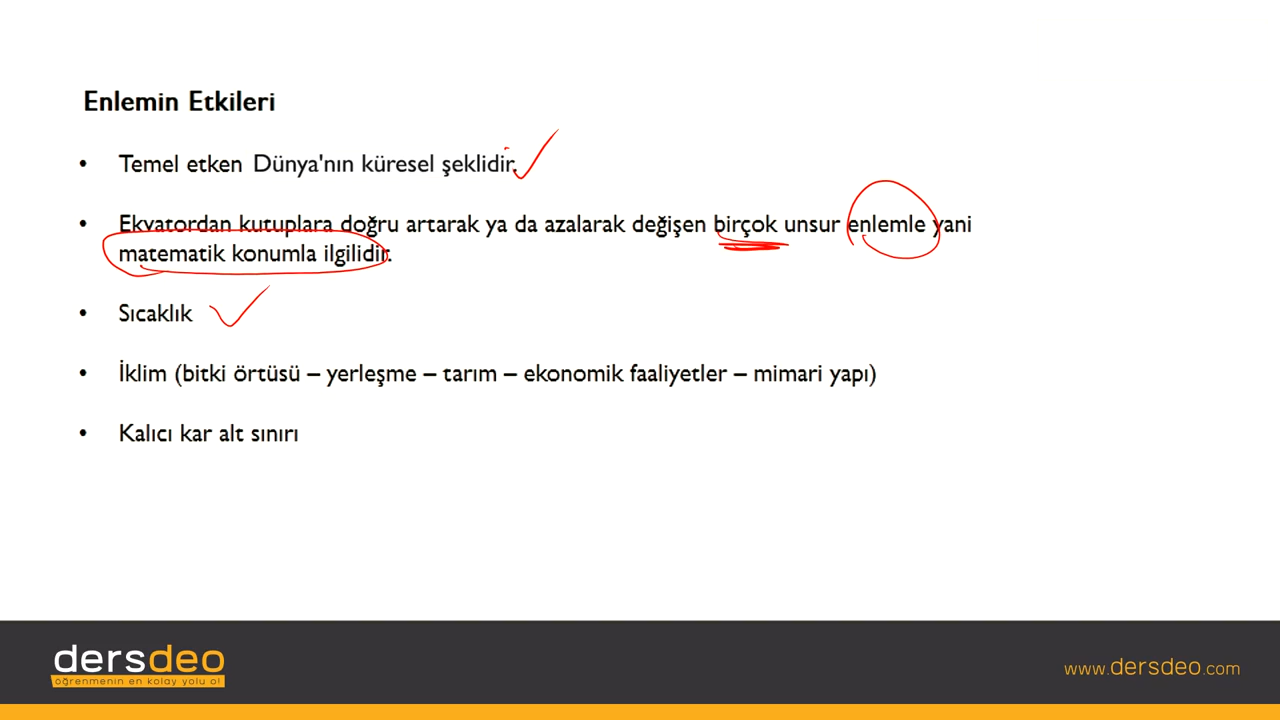 Enlemin Etkileri
• Temel etken Dünya'nın küresel şeklidir.
• Ekvatordan kutuplara doğru artarak ya da azalarak değişen birçok unsur enlemle yani
matematik konumla ilgilidir.
• Sıcaklık
• İklim (bitki örtüsü – yerleşme – tarım – ekonomik faaliyetler – mimari yapı)
• Kalıcı kar alt sınırı
dersdeo
öğrenmenin en kolay yolu o!
www.dersdeo.com